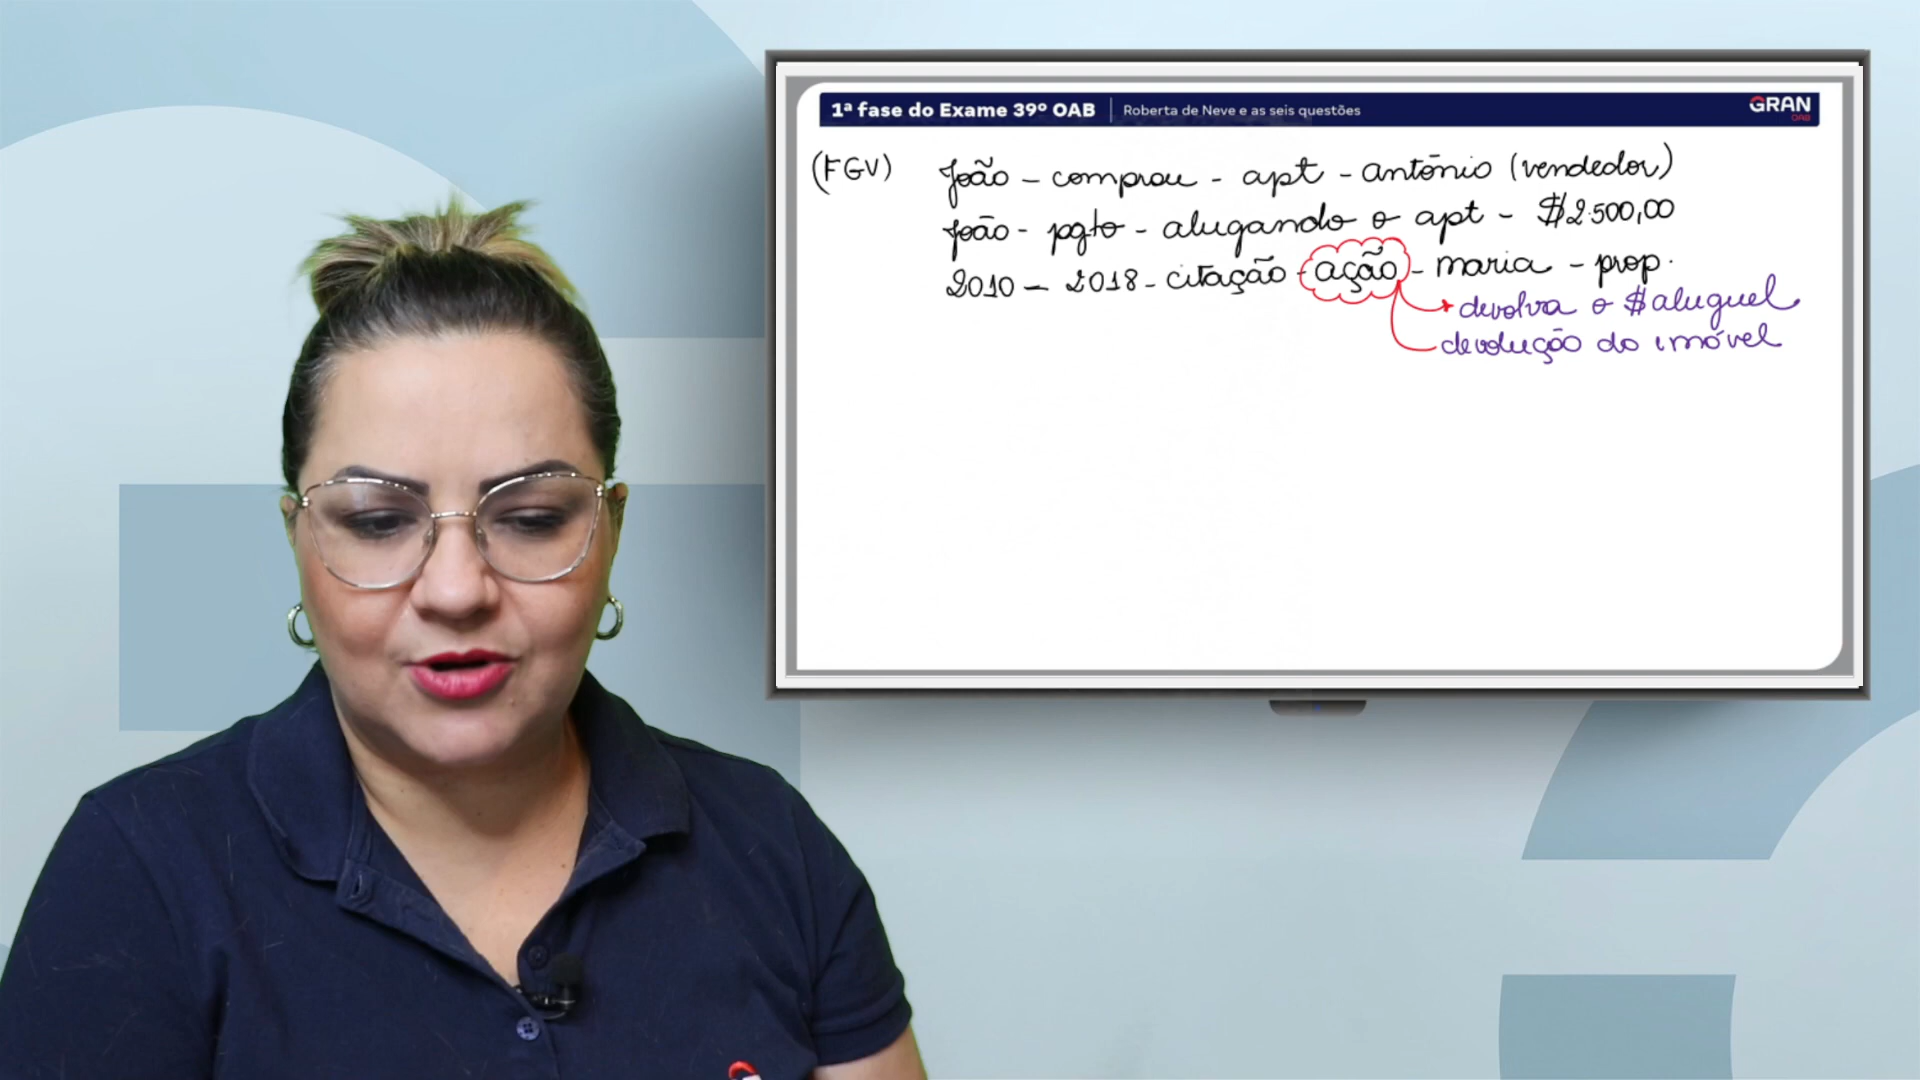 1ª fase do Exame 39º OAB | Roberta de Neve e as seis questões
GRAN
OAB
(FGV) João - comprou - apt - antônio (vendedor)
João - pgto - alugando o apt - $2.500,00
2010 - 2018 - citação - ação - maria - prop.
devolva o $aluguel
devolução do imóvel